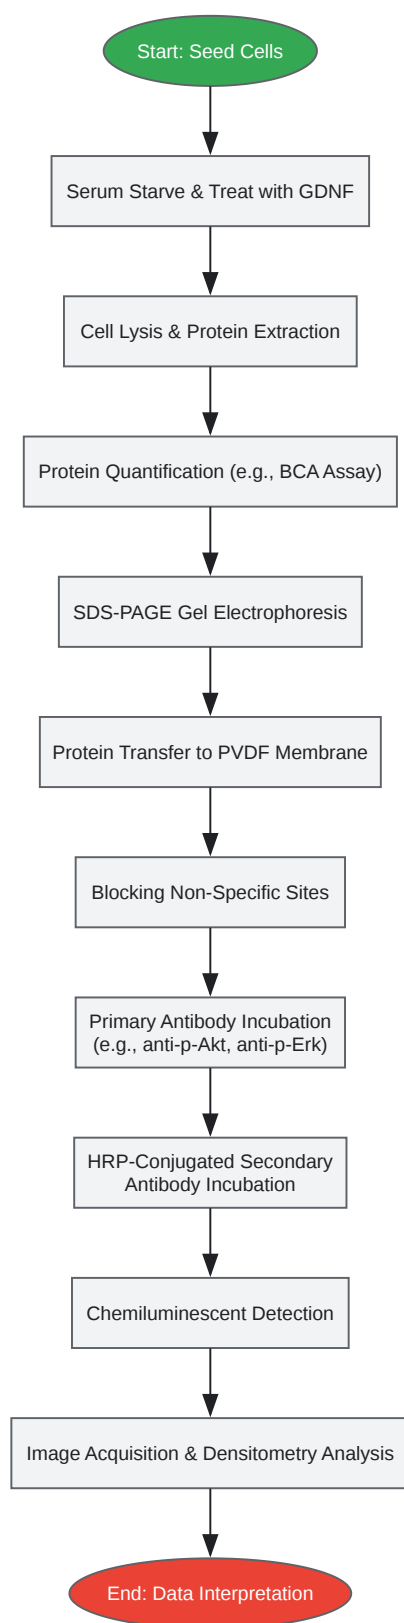 Start: Seed Cells
Serum Starve & Treat with GDNF
Cell Lysis & Protein Extraction
Protein Quantification (e.g., BCA Assay)
SDS-PAGE Gel Electrophoresis
Protein Transfer to PVDF Membrane
Blocking Non-Specific Sites
Primary Antibody Incubation
(e.g., anti-p-Akt, anti-p-Erk)
HRP-Conjugated Secondary
Antibody Incubation
Chemiluminescent Detection
Image Acquisition & Densitometry Analysis
End: Data Interpretation